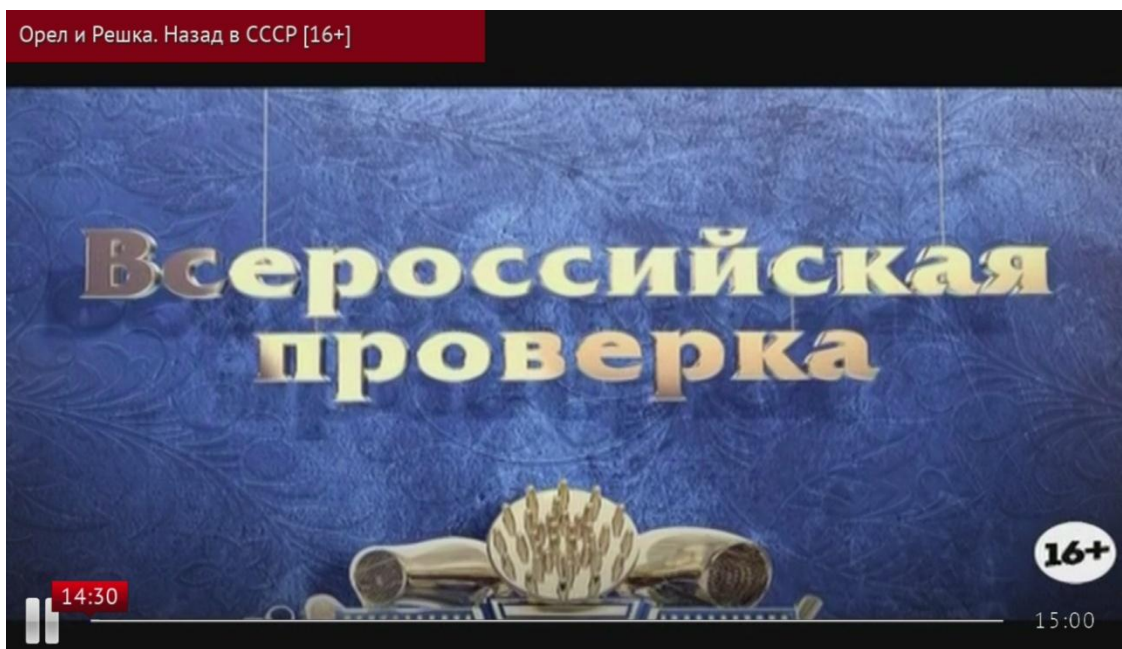 Орел и Решка. Назад в СССР [16+]
Всероссийская
проверка
16+
14:30
15:00